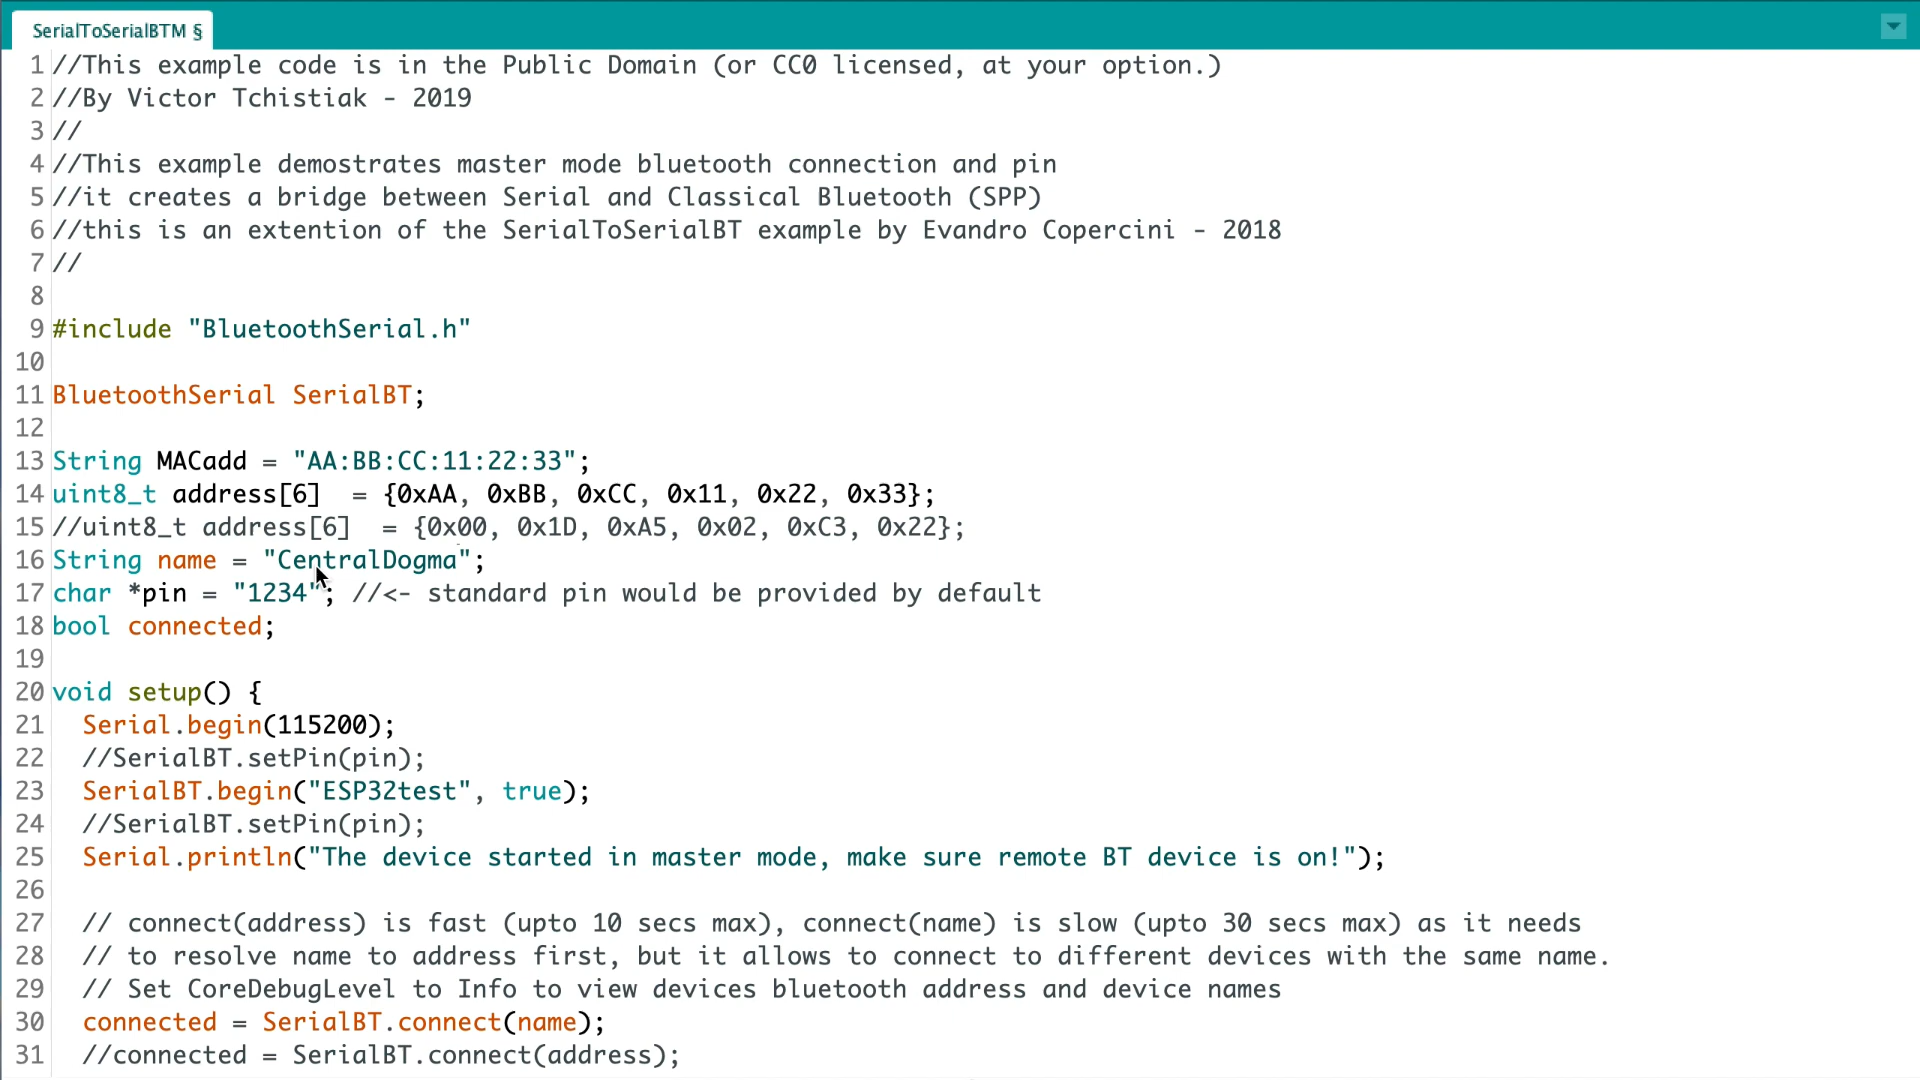 SerialToSerialBTM §
1 //This example code is in the Public Domain (or CC0 licensed, at your option.)
2 //By Victor Tchistiak - 2019
3 //
4 //This example demostrates master mode bluetooth connection and pin
5 //it creates a bridge between Serial and Classical Bluetooth (SPP)
6 //this is an extention of the SerialToSerialBT example by Evandro Copercini - 2018
7 //
8
9 #include "BluetoothSerial.h"
10
11 BluetoothSerial SerialBT;
12
13 String MACadd = "AA:BB:CC:11:22:33";
14 uint8_t address[6]  = {0xAA, 0xBB, 0xCC, 0x11, 0x22, 0x33};
15 //uint8_t address[6]  = {0x00, 0x1D, 0xA5, 0x02, 0xC3, 0x22};
16 String name = "CentralDogma";
17 char *pin = "1234"; //<- standard pin would be provided by default
18 bool connected;
19
20 void setup() {
21   Serial.begin(115200);
22   //SerialBT.setPin(pin);
23   SerialBT.begin("ESP32test", true);
24   //SerialBT.setPin(pin);
25   Serial.println("The device started in master mode, make sure remote BT device is on!");
26
27   // connect(address) is fast (upto 10 secs max), connect(name) is slow (upto 30 secs max) as it needs
28   // to resolve name to address first, but it allows to connect to different devices with the same name.
29   // Set CoreDebugLevel to Info to view devices bluetooth address and device names
30   connected = SerialBT.connect(name);
31   //connected = SerialBT.connect(address);